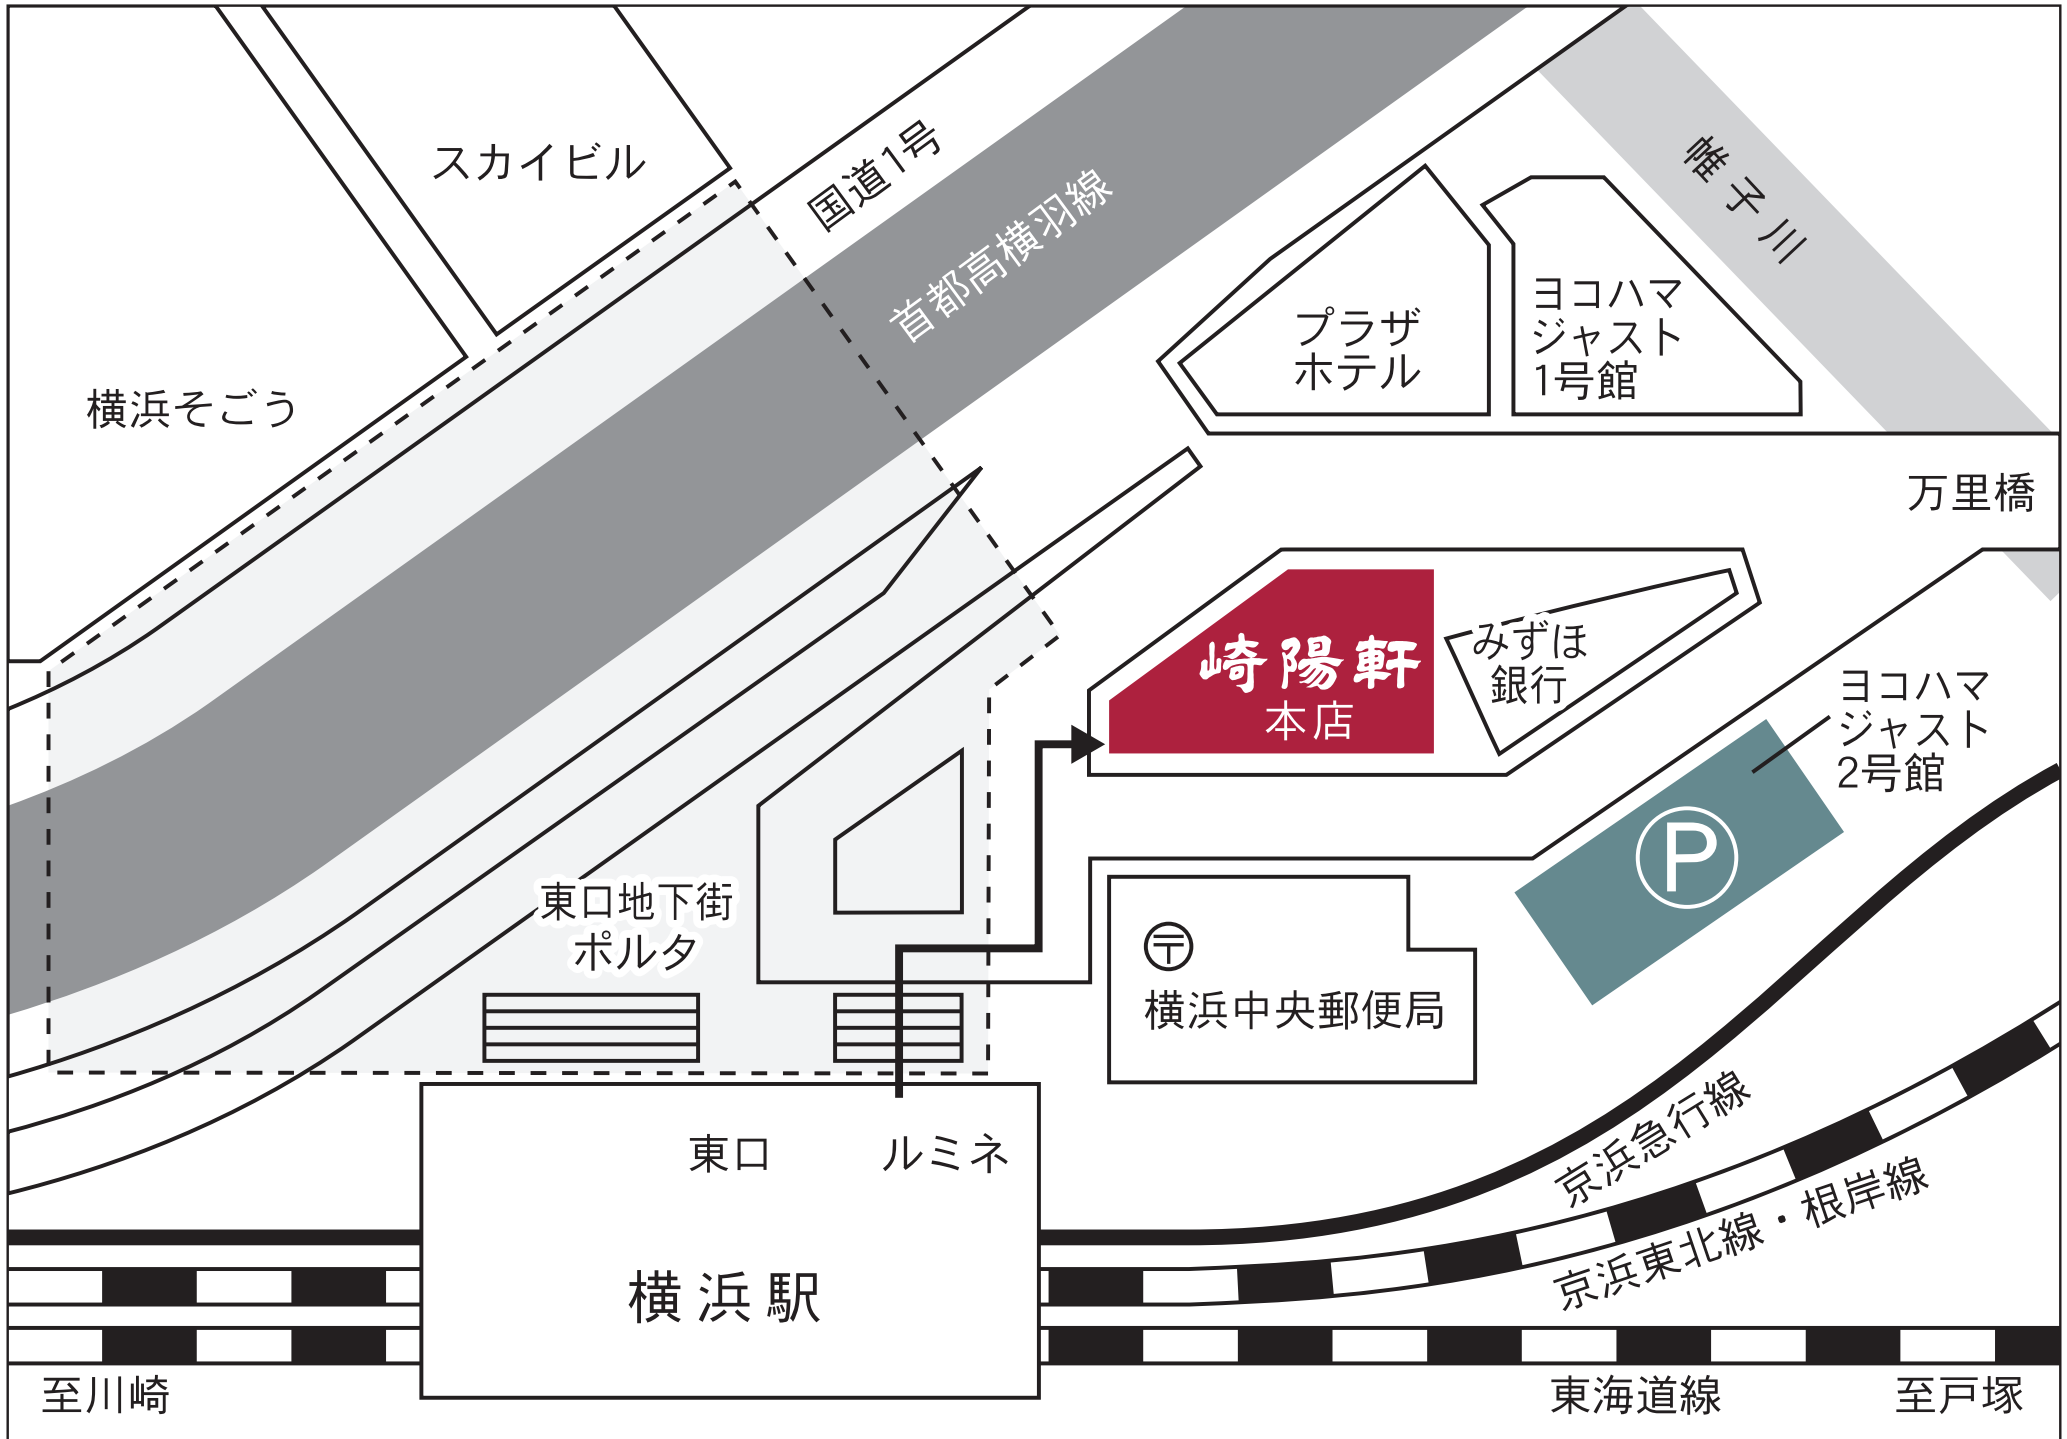 スカイビル
国道1号
首都高横羽線
帷子川
横浜そごう
プラザ
ホテル
ヨコハマ
ジャスト
1号館
万里橋
崎陽軒
本店
みずほ
銀行
ヨコハマ
ジャスト
2号館
P
東口地下街
ポルタ
〒
横浜中央郵便局
東口
ルミネ
横浜駅
京浜急行線
京浜東北線・根岸線
至川崎
東海道線
至戸塚